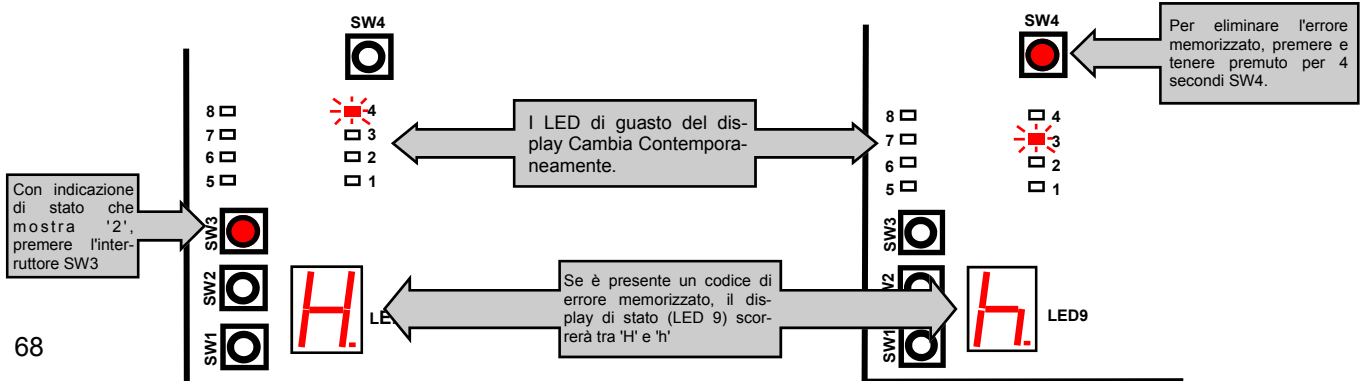 SW4
8
7
6
5
4
3
2
1
SW3
SW2
SW1
Con indicazione
di stato che
mostra '2',
premere l'inter-
ruttore SW3
I LED di guasto del dis-
play Cambia Contempora-
neamente.
Se è presente un codice di
errore memorizzato, il dis-
play di stato (LED 9) scor-
rerà tra 'H' e 'h'
H.
SW4
Per eliminare l'errore
memorizzato, premere e
tenere premuto per 4
secondi SW4.
8
7
6
5
4
3
2
1
SW3
SW1
h.
LED9
68